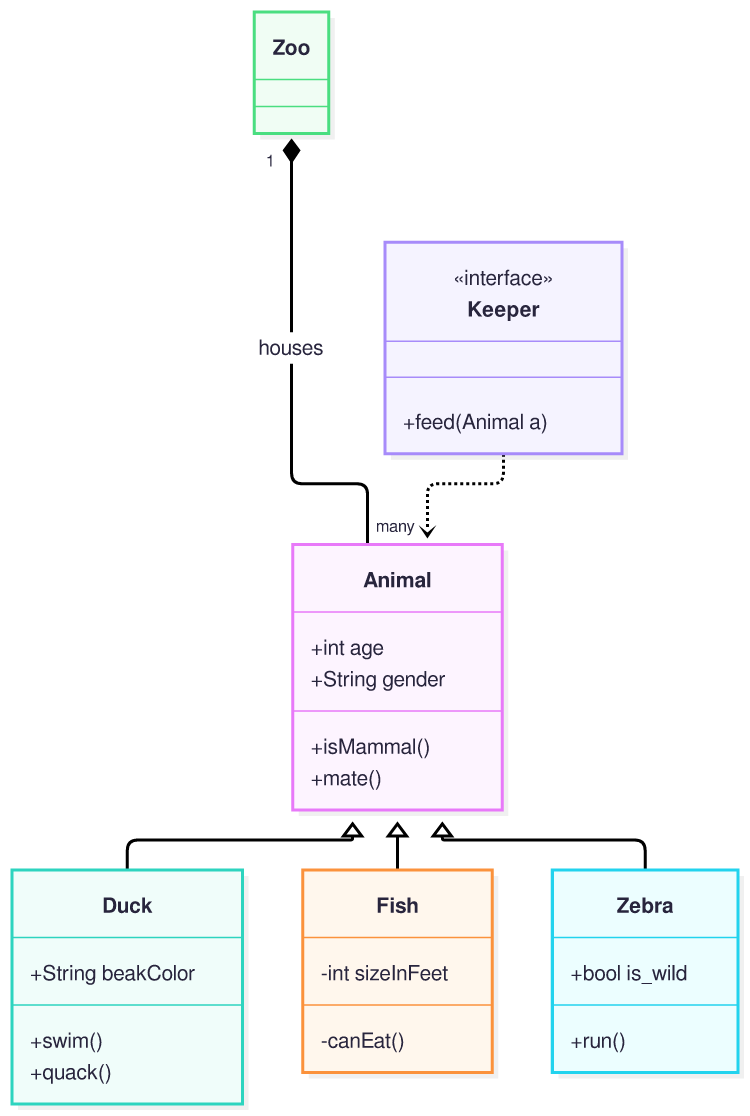 Zoo
1
houses
«interface»
Keeper
+feed(Animal a)
many
Animal
+int age
+String gender
+isMammal()
+mate()
Duck
+String beakColor
+swim()
+quack()
Fish
-int sizeInFeet
-canEat()
Zebra
+bool is_wild
+run()